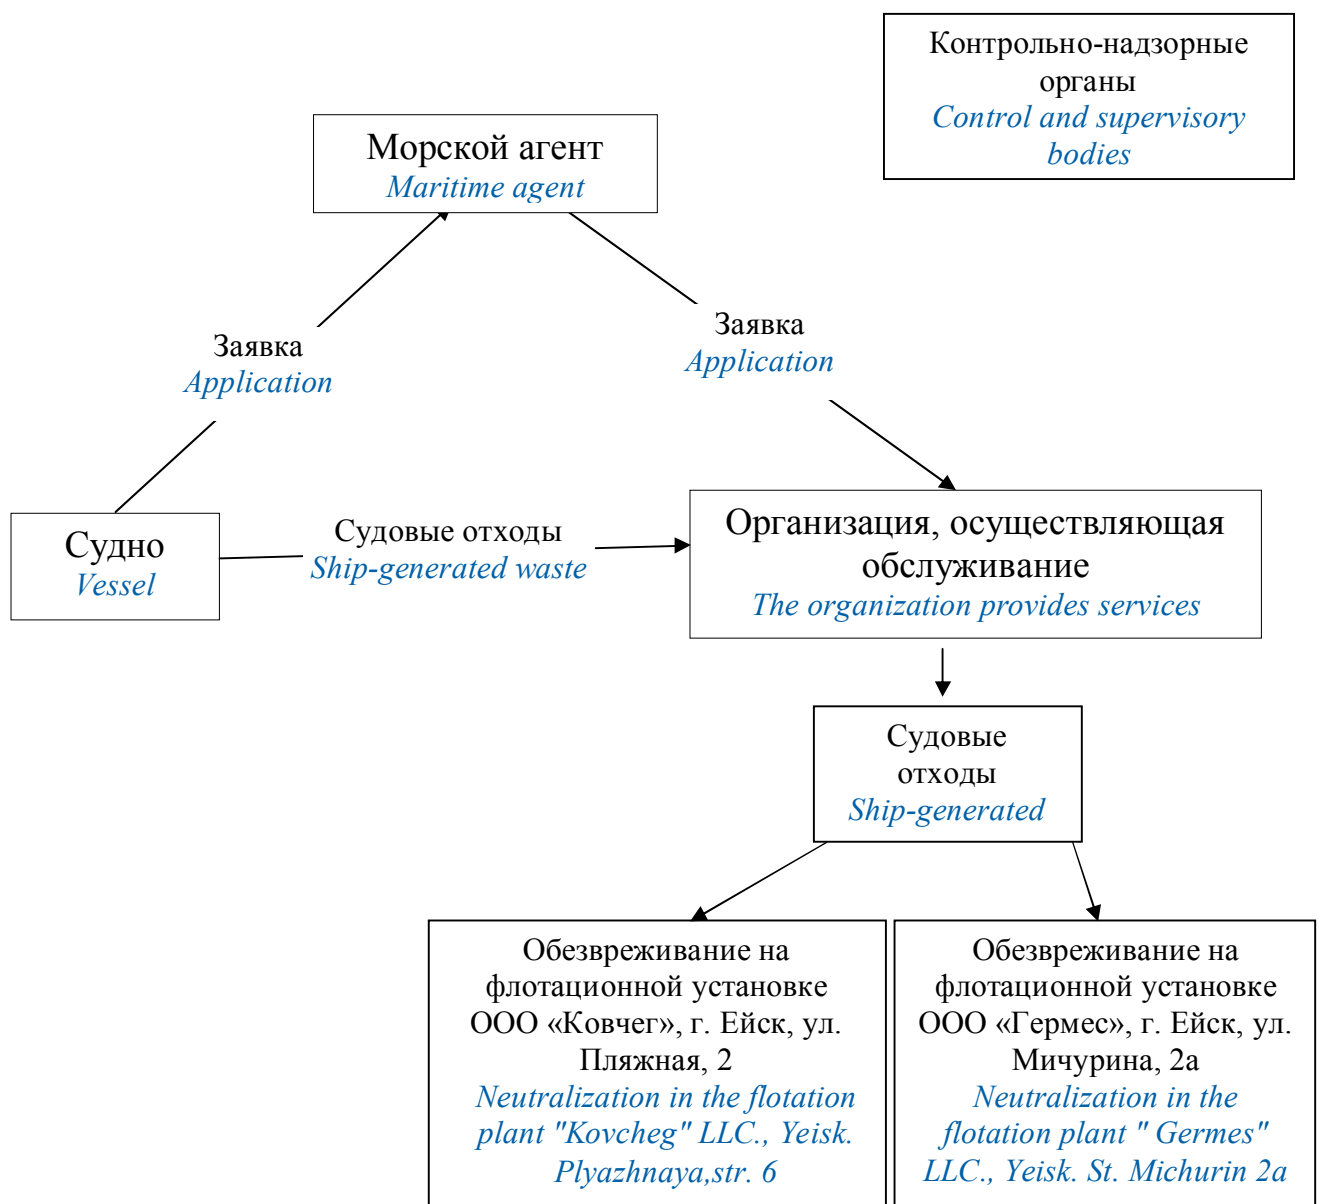 Контрольно-надзорные
органы
Control and supervisory
bodies
Морской агент
Maritime agent
Заявка
Application
Заявка
Application
Судно
Vessel
Судовые отходы
Ship-generated waste
Организация, осуществляющая
обслуживание
The organization provides services
Судовые
отходы
Ship-generated
Обезвреживание на
флотационной установке
ООО «Ковчег», г. Ейск, ул.
Пляжная, 2
Neutralization in the flotation
plant "Kovcheg" LLC., Yeisk.
Plyazhnaya,str. 6
Обезвреживание на
флотационной установке
ООО «Гермес», г. Ейск, ул.
Мичурина, 2а
Neutralization in the
flotation plant " Germes"
LLC., Yeisk. St. Michurin 2a